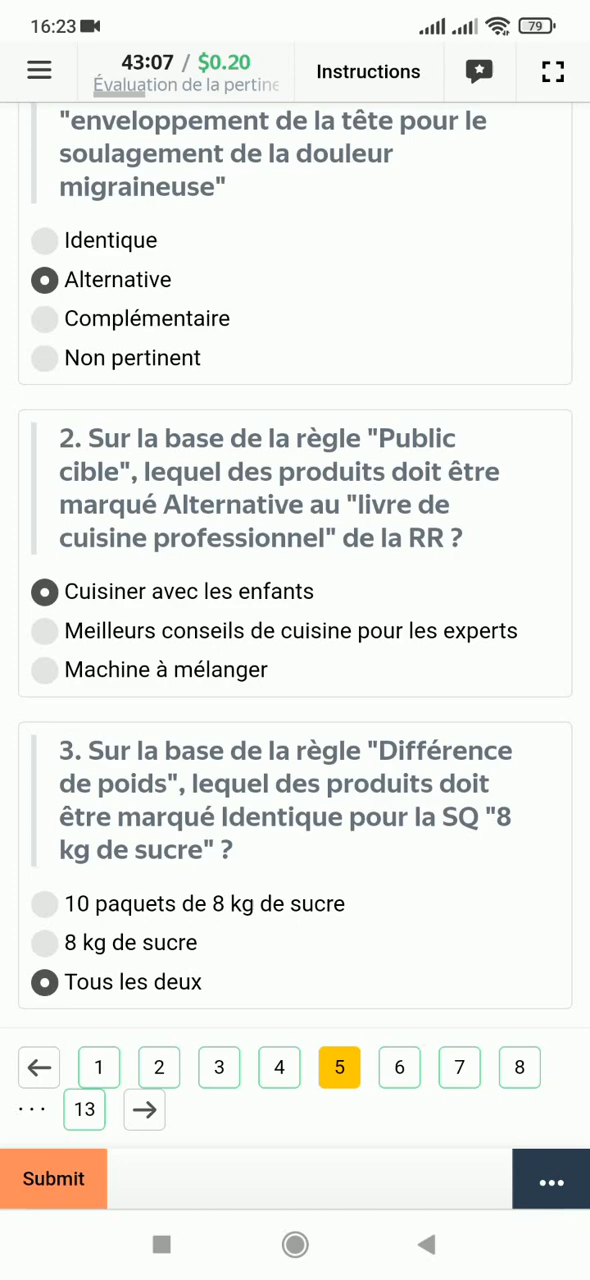 16:23
79
43:07 / $0.20
Évaluation de la pertine
Instructions
"enveloppement de la tête pour le
soulagement de la douleur
migraineuse"
Identique
Alternative
Complémentaire
Non pertinent
2. Sur la base de la règle "Public
cible", lequel des produits doit être
marqué Alternative au "livre de
cuisine professionnel" de la RR ?
Cuisiner avec les enfants
Meilleurs conseils de cuisine pour les experts
Machine à mélanger
3. Sur la base de la règle "Différence
de poids", lequel des produits doit
être marqué Identique pour la SQ "8
kg de sucre" ?
10 paquets de 8 kg de sucre
8 kg de sucre
Tous les deux
1 2 3 4 5 6 7 8
... 13
Submit
...